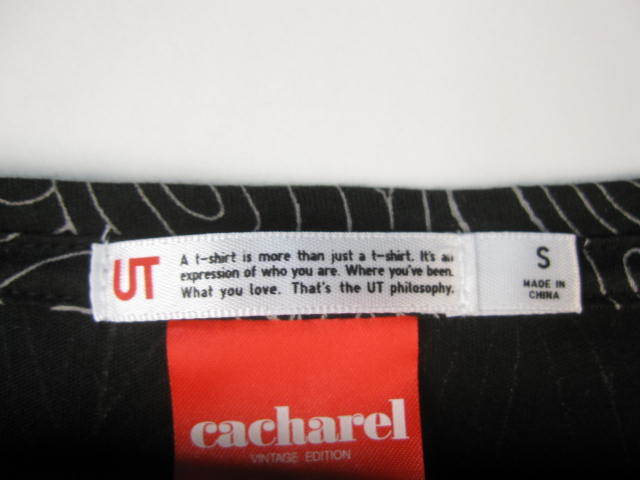 UT
A t-shirt is more than just a t-shirt. It's an
expression of who you are. Where you've been.
What you love. That's the UT philosophy.
S
MADE IN
CHINA
cacharel
VINTAGE EDITION